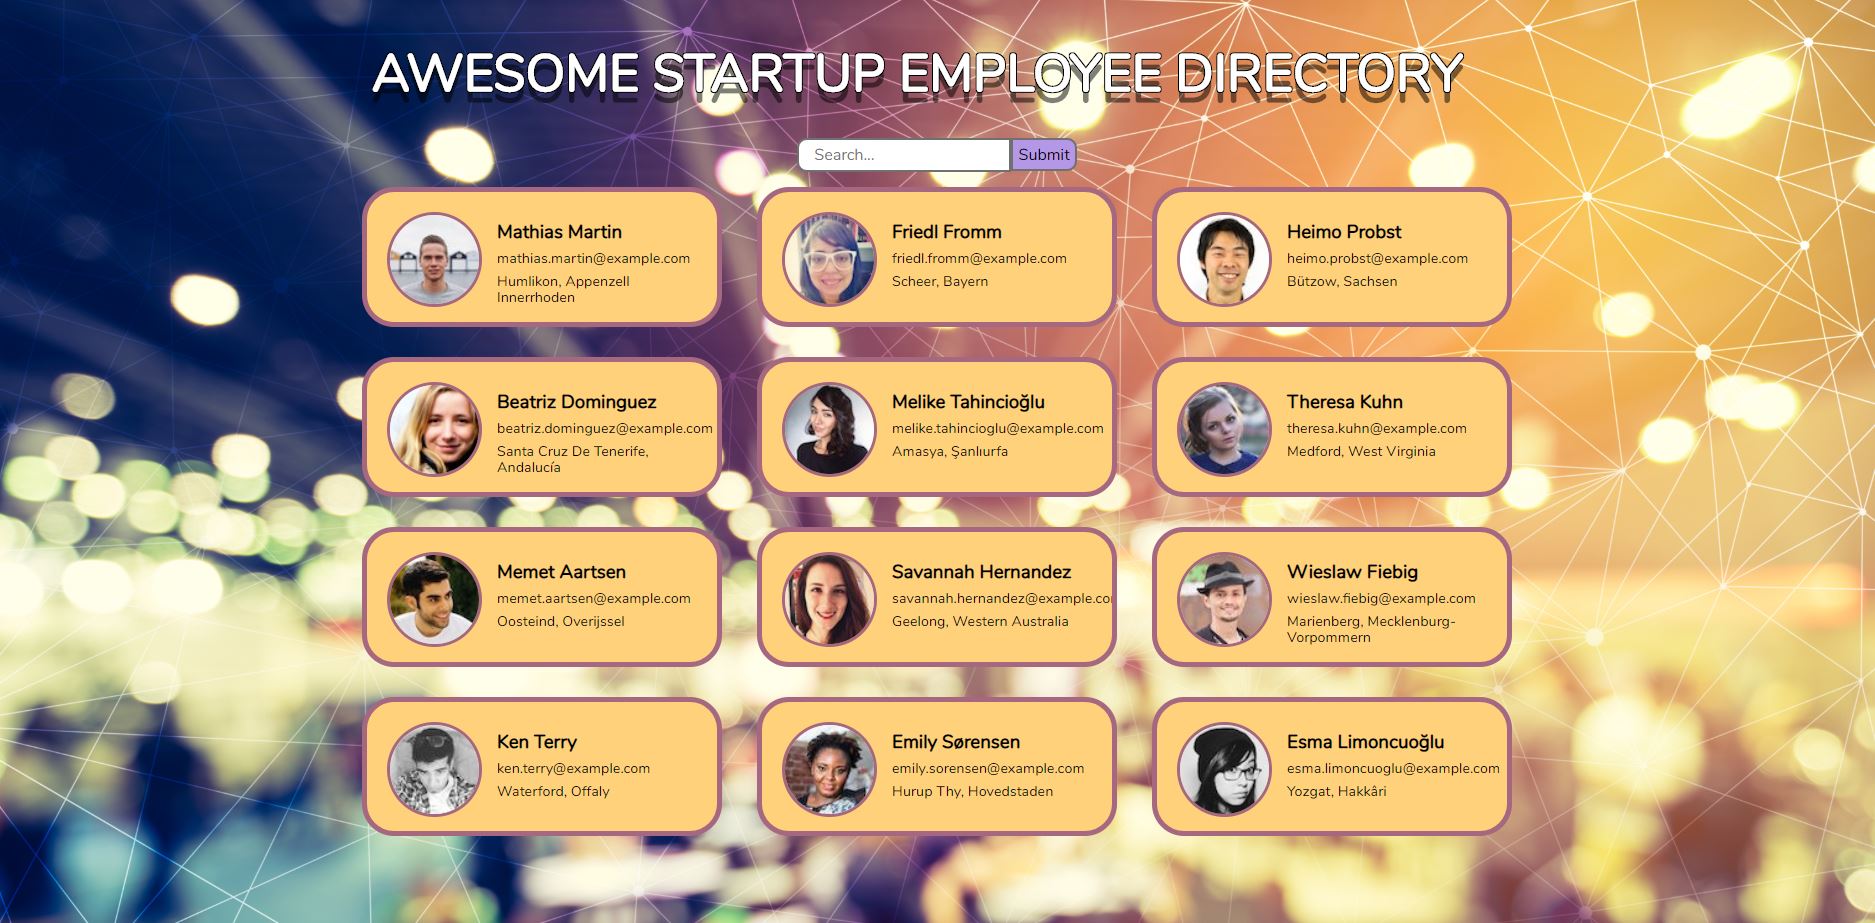 AWESOME STARTUP EMPLOYEE DIRECTORY
Search...
Submit
Mathias Martin
mathias.martin@example.com
Humlikon, Appenzell
Innerrhoden
Friedl Fromm
friedl.fromm@example.com
Scheer, Bayern
Heimo Probst
heimo.probst@example.com
Bützow, Sachsen
Beatriz Dominguez
beatriz.dominguez@example.com
Santa Cruz De Tenerife,
Andalucía
Melike Tahincioğlu
melike.tahincioglu@example.com
Amasya, Şanlıurfa
Theresa Kuhn
theresa.kuhn@example.com
Medford, West Virginia
Memet Aartsen
memet.aartsen@example.com
Oosteind, Overijssel
Savannah Hernandez
savannah.hernandez@example.co
Geelong, Western Australia
Wieslaw Fiebig
wieslaw.fiebig@example.com
Marienberg, Mecklenburg-
Vorpommern
Ken Terry
ken.terry@example.com
Waterford, Offaly
Emily Sørensen
emily.sorensen@example.com
Hurup Thy, Hovedstaden
Esma Limoncuoğlu
esma.limoncuoglu@example.com
Yozgat, Hakkâri